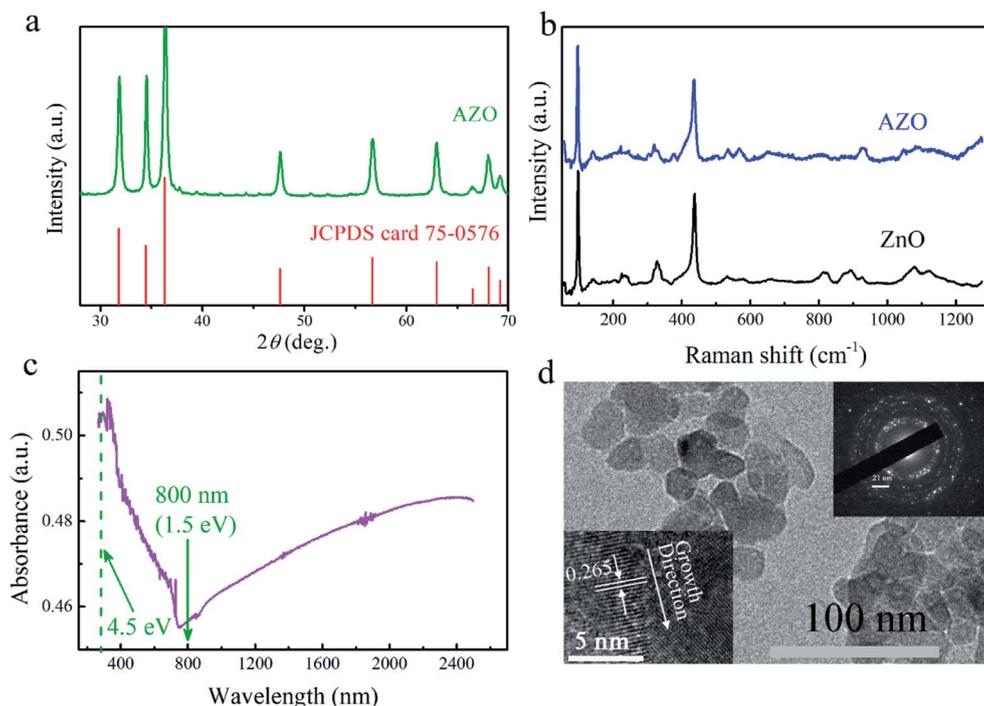 a
Intensity (a.u.)
AZO
JCPDS card 75-0576
30 40 50 60 70
2θ (deg.)
b
Intensity (a.u.)
AZO
ZnO
200 400 600 800 1000 1200
Raman shift (cm-1)
c
Absorbance (a.u.)
0.50
0.48
0.46
800 nm
(1.5 eV)
4.5 eV
400 800 1200 1600 2000 2400
Wavelength (nm)
d
0.265
Growth
Direction
5 nm
100 nm